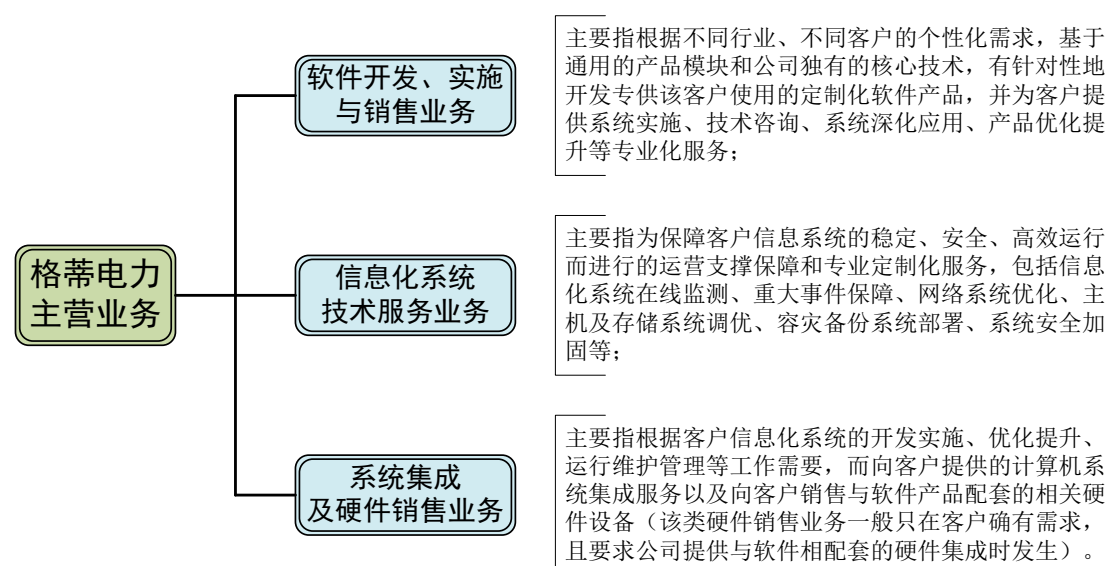 格蒂电力
主营业务
软件开发、实施
与销售业务
主要指根据不同行业、不同客户的个性化需求，基于
通用的产品模块和公司独有的核心技术，有针对性地
开发专供该客户使用的定制化软件产品，并为客户提
供系统实施、技术咨询、系统深化应用、产品优化提
升等专业化服务；
信息化系统
技术服务业务
主要指为保障客户信息系统的稳定、安全、高效运行
而进行的运营支撑保障和专业定制化服务，包括信息
化系统在线监测、重大事件保障、网络系统优化、主
机及存储系统调优、容灾备份系统部署、系统安全加
固等；
系统集成
及硬件销售业务
主要指根据客户信息化系统的开发实施、优化提升、
运行维护管理等工作需要，而向客户提供的计算机系
统集成服务以及向客户销售与软件产品配套的相关硬
件设备（该类硬件销售业务一般只在客户确有需求，
且要求公司提供与软件相配套的硬件集成时发生）。